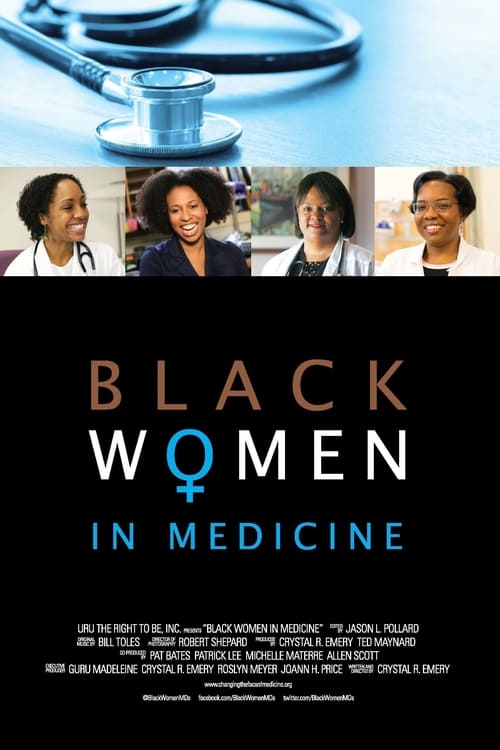 BLACK
WOMEN
IN MEDICINE
URU THE RIGHT TO BE, INC. PRESENTS "BLACK WOMEN IN MEDICINE" EDITED BY JASON L. POLLARD
ORIGINAL MUSIC BY BILL TOLES DIRECTOR OF PHOTOGRAPHY ROBERT SHEPARD PRODUCED BY CRYSTAL R. EMERY TED MAYNARD
CO-PRODUCED BY PAT BATES PATRICK LEE MICHELLE MATERRE ALLEN SCOTT
EXECUTIVE PRODUCER GURU MADELEINE CRYSTAL R. EMERY ROSLYN MEYER JOANN H. PRICE WRITTEN AND DIRECTED BY CRYSTAL R. EMERY
www.changingthefaceofmedicine.org
@BlackWomenMDs facebook.com/BlackWomenMDs twitter.com/BlackWomenMDs